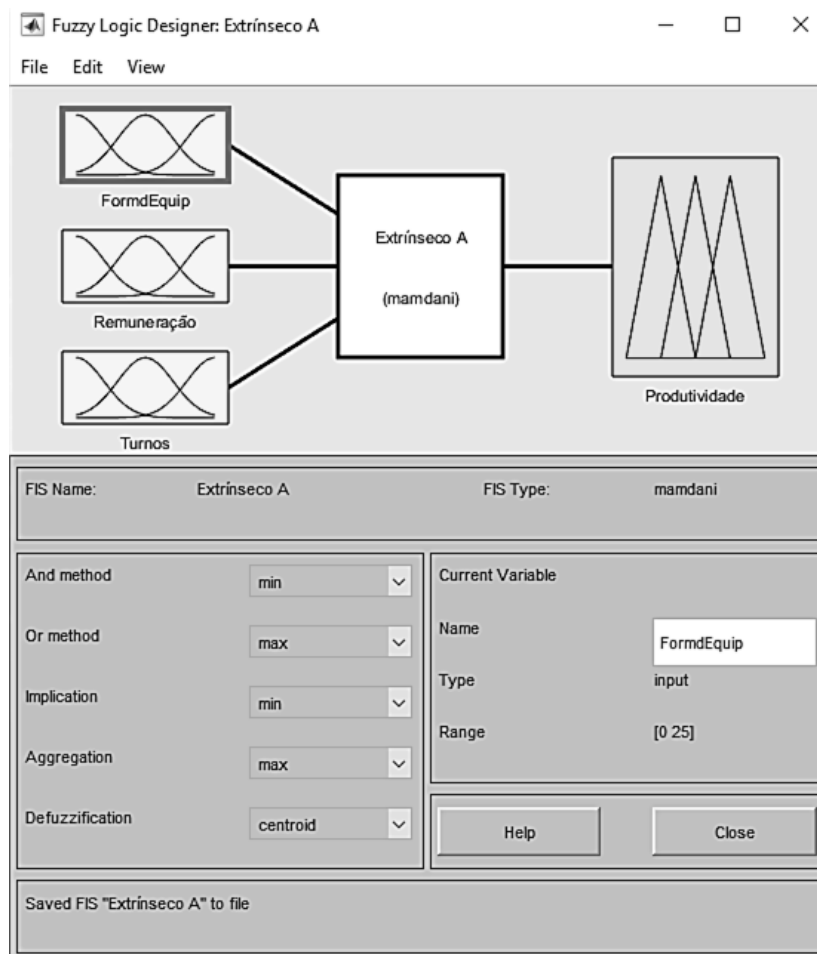 Fuzzy Logic Designer: Extrínseco A
File Edit View
FormdEquip
Remuneração
Turnos
Extrínseco A
(mamdani)
Produtividade
FIS Name: Extrínseco A FIS Type: mamdani
And method min
Or method max
Implication min
Aggregation max
Defuzzification centroid
Current Variable
Name FormdEquip
Type input
Range [0 25]
Help Close
Saved FIS "Extrínseco A" to file